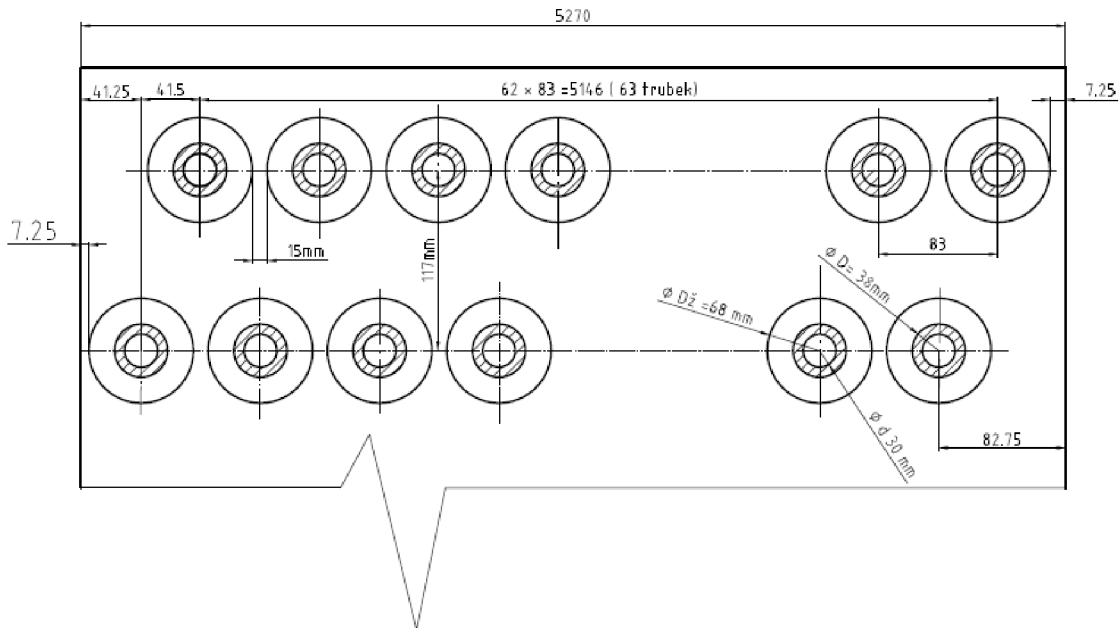 5270
41.25
41.5
62 × 83 =5146 ( 63 trubek)
7.25
7.25
15mm
117mm
83
Ø Dž =68 mm
Ø D= 38mm
Ø d 30 mm
82.75